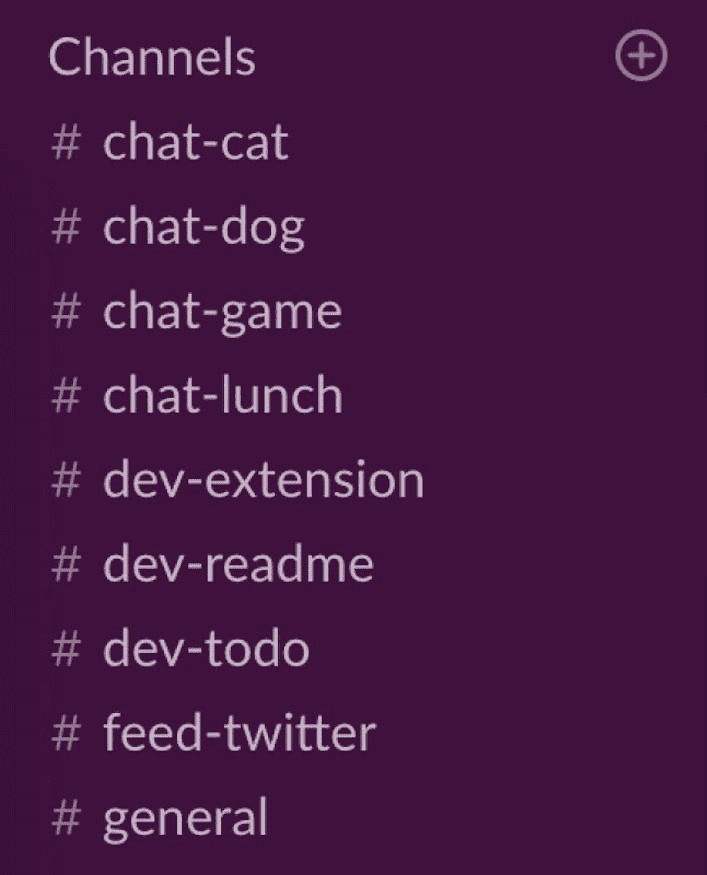 Channels
# chat-cat
# chat-dog
# chat-game
# chat-lunch
# dev-extension
# dev-readme
# dev-todo
# feed-twitter
# general